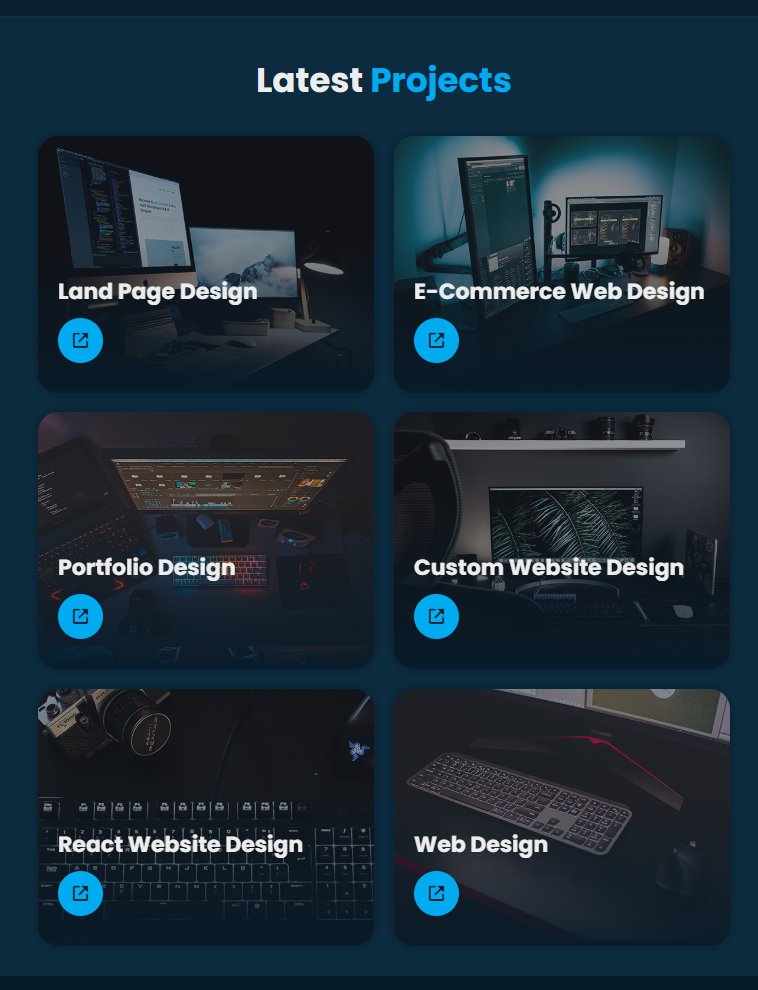 Latest Projects
Land Page Design
E-Commerce Web Design
Portfolio Design
Custom Website Design
React Website Design
Web Design